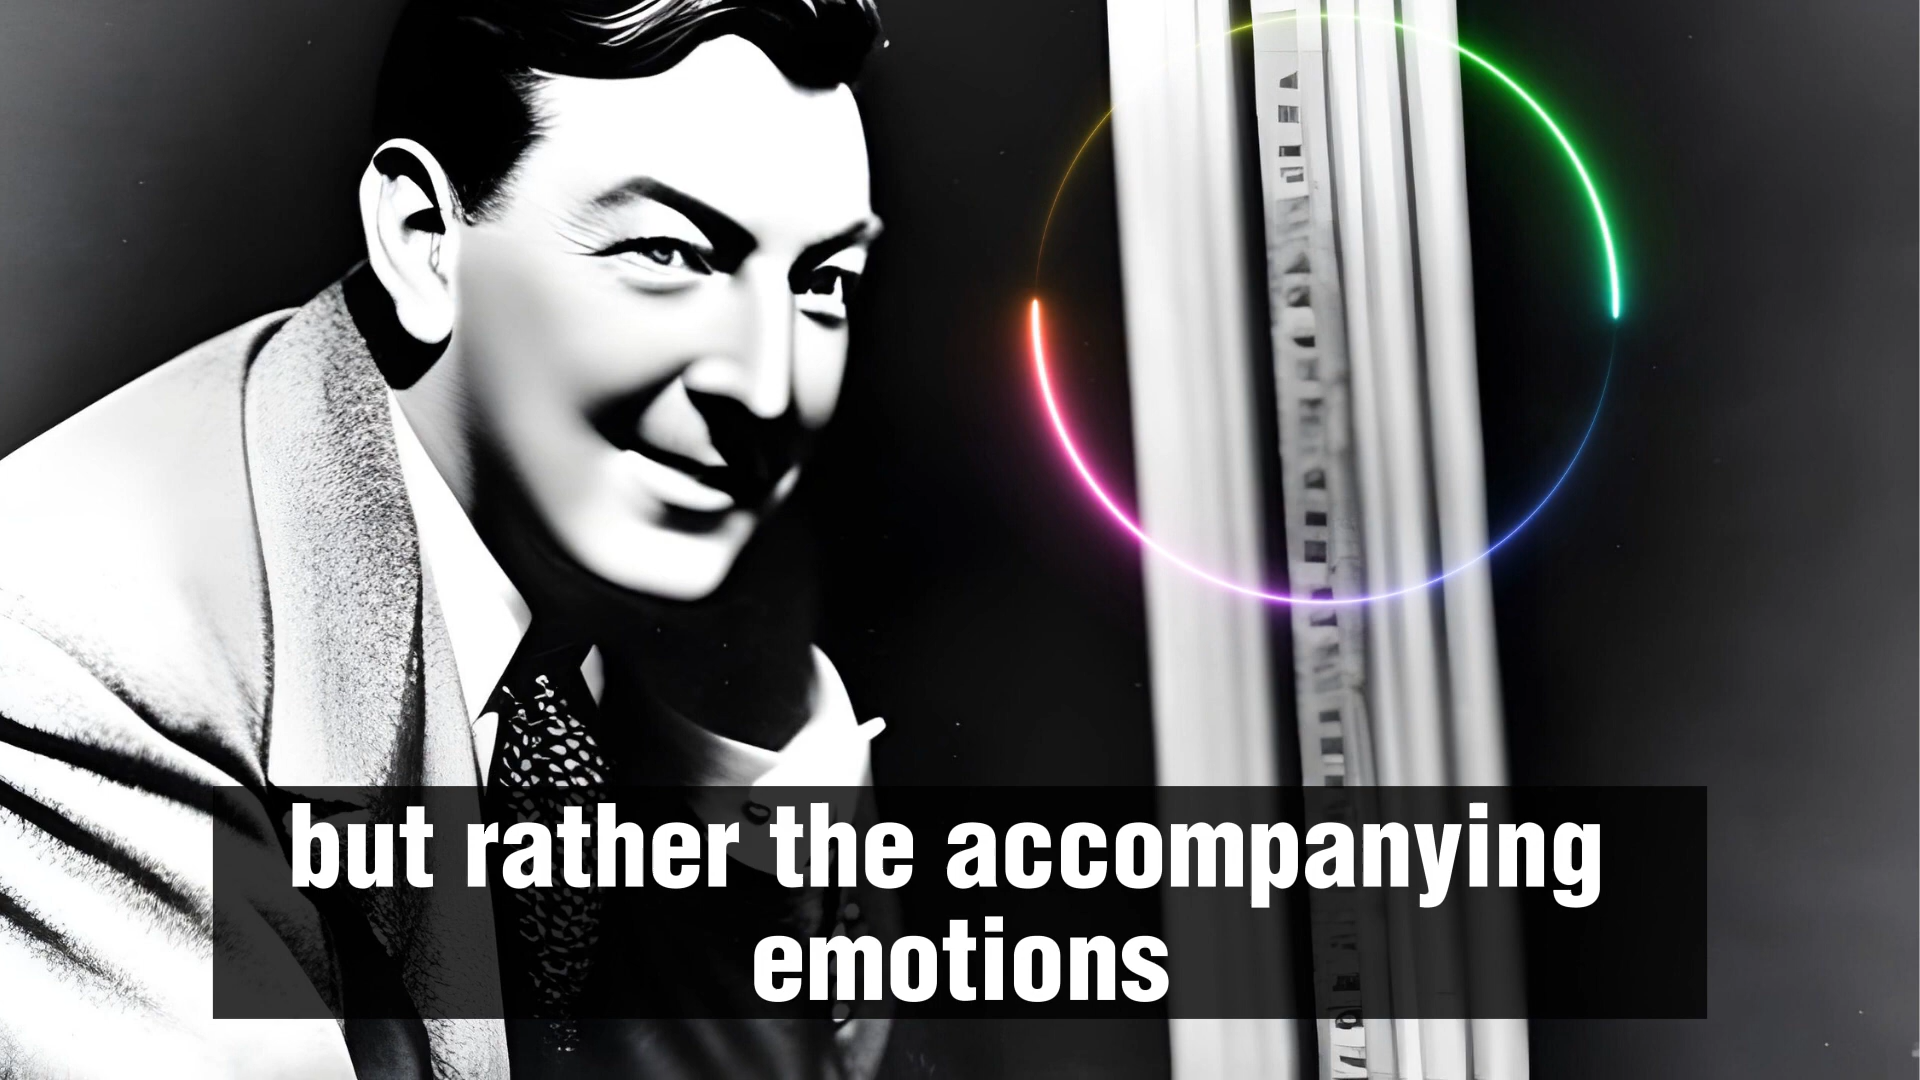 but rather the accompanying
emotions